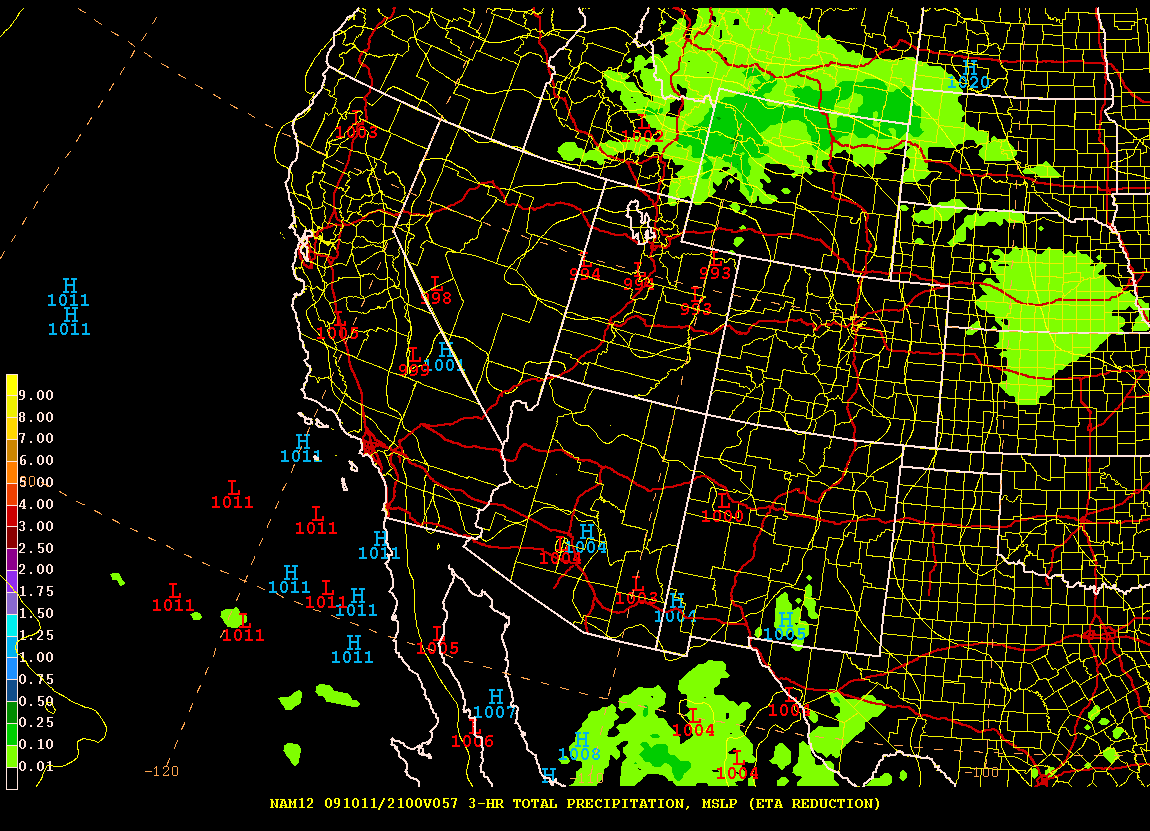 H
1020
L
1003
L
1002
H
1011
H
1011
L
994
L
993
L
998
L
993
L
1005
L
999
H
1001
9.00
8.00
7.00
6.00
5.00
4.00
3.00
2.50
2.00
1.75
1.50
1.25
1.00
0.75
0.50
0.25
0.10
0.01
H
1011
L
1011
L
1011
L
1000
H
1011
H
1004
L
H
1011
L
1011
L
1011
H
1011
L
H
1004
L
1011
H
1005
L
1005
H
1011
H
1007
L
1006
L
1004
L
H
1008
L
1004
H
-120
-100
NAM12 091011/2100V057 3-HR TOTAL PRECIPITATION, MSLP (ETA REDUCTION)